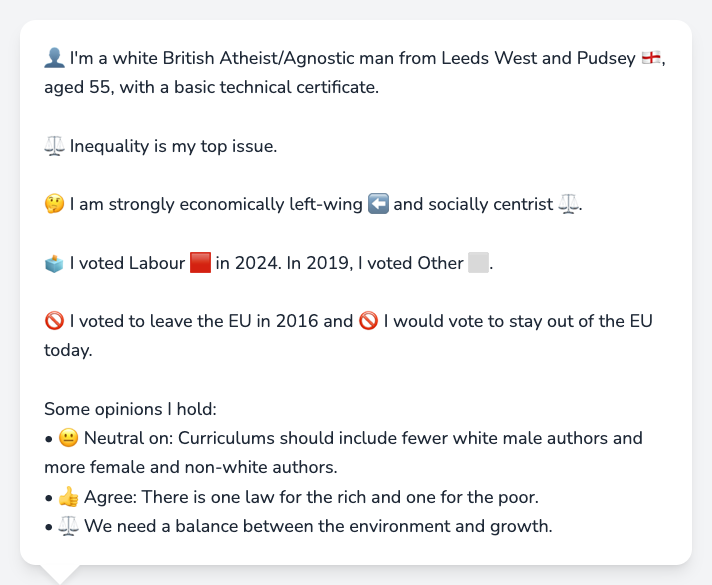 👤 I'm a white British Atheist/Agnostic man from Leeds West and Pudsey 🏴󠁧󠁢󠁥󠁮󠁧󠁿,
aged 55, with a basic technical certificate.
⚖️ Inequality is my top issue.
🤔 I am strongly economically left-wing ⬅️ and socially centrist ⚖️.
🗳️ I voted Labour 🟥 in 2024. In 2019, I voted Other ⬜.
🚫 I voted to leave the EU in 2016 and 🚫 I would vote to stay out of the EU
today.
Some opinions I hold:
• 😐 Neutral on: Curriculums should include fewer white male authors and
more female and non-white authors.
• 👍 Agree: There is one law for the rich and one for the poor.
• ⚖️ We need a balance between the environment and growth.